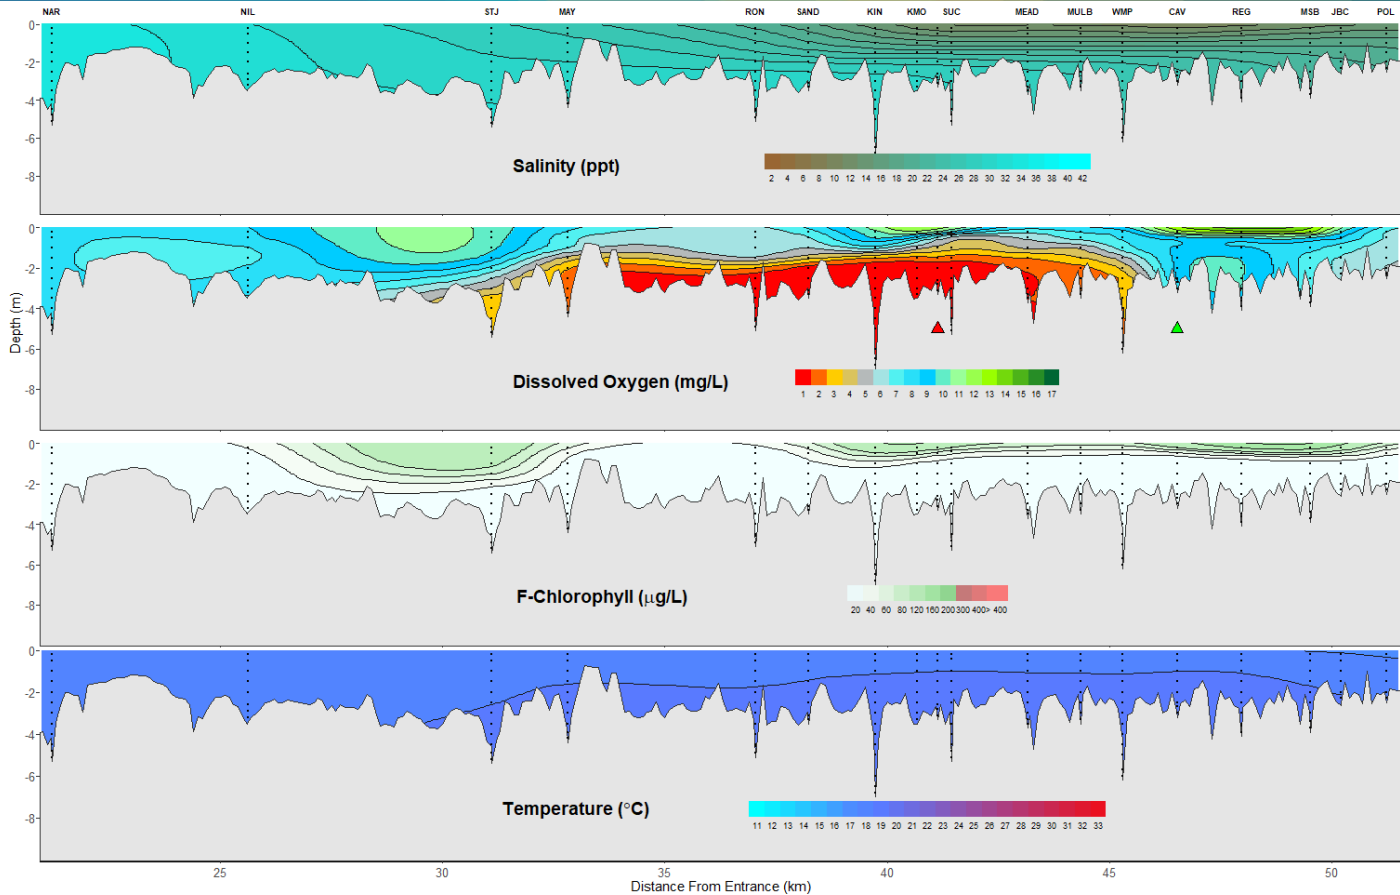 NAR NIL STJ MAY RON SAND KIN KMO SUC MEAD MULB WMP CAV REG MSB JBC POL
0
-2
-4
-6
-8
Salinity (ppt)
2 4 6 8 10 12 14 16 18 20 22 24 26 28 30 32 34 36 38 40 42
0
-2
-4
-6
-8
Depth (m)
Dissolved Oxygen (mg/L)
1 2 3 4 5 6 7 8 9 10 11 12 13 14 15 16 17
0
-2
-4
-6
-8
F-Chlorophyll (μg/L)
20 40 60 80 120 160 200 300 400 > 400
0
-2
-4
-6
-8
Temperature (°C)
11 12 13 14 15 16 17 18 19 20 21 22 23 24 25 26 27 28 29 30 31 32 33
25 30 35 40 45 50
Distance From Entrance (km)